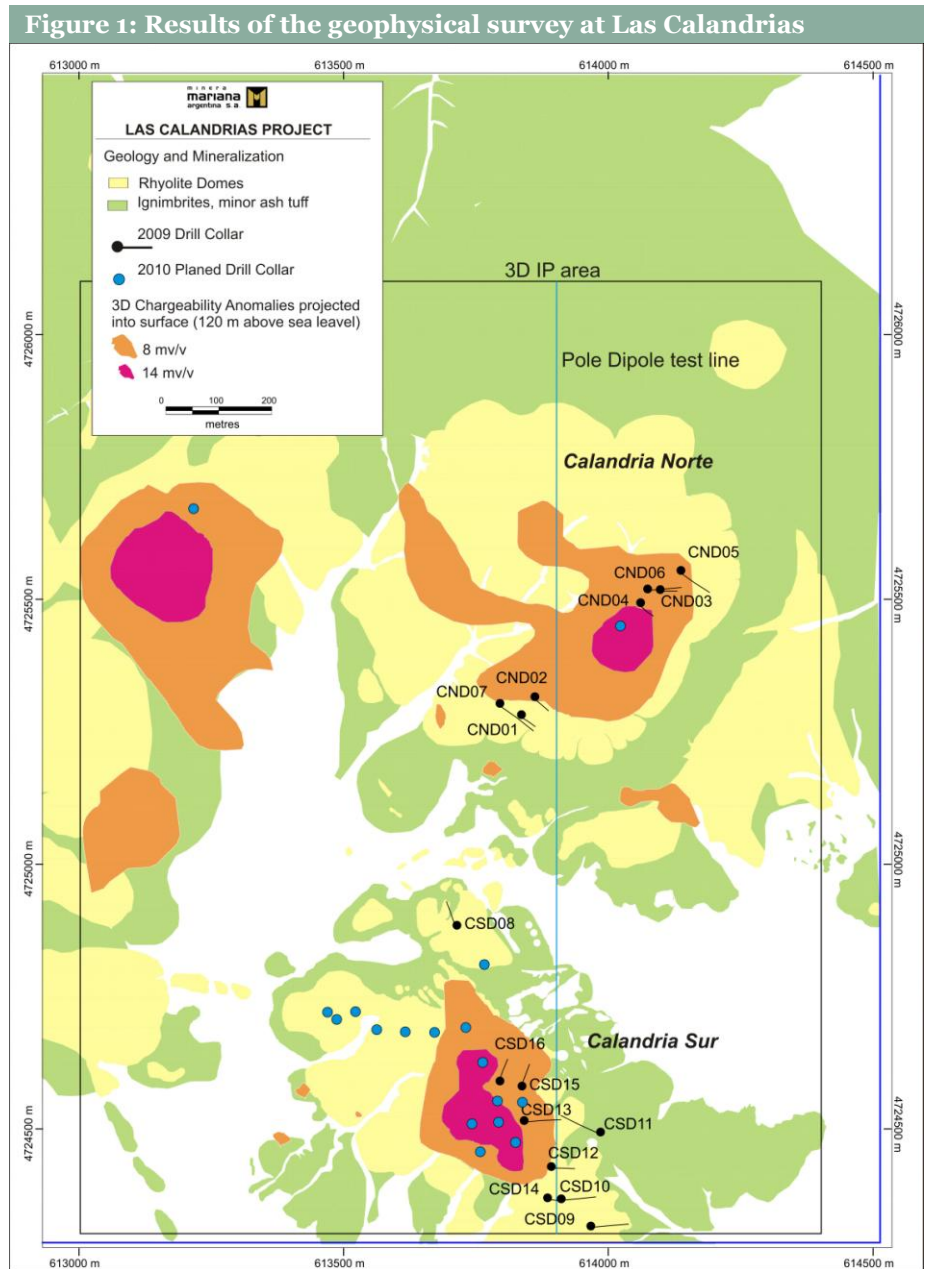 Figure 1: Results of the geophysical survey at Las Calandrias
613000 m 613500 m 614000 m 614500 m
minera
mariana
argentina s.a.
LAS CALANDRIAS PROJECT
Geology and Mineralization
Rhyolite Domes
Ignimbrites, minor ash tuff
2009 Drill Collar
2010 Planed Drill Collar
3D Chargeability Anomalies projected
into surface (120 m above sea leavel)
8 mv/v
14 mv/v
0 100 200
metres
3D IP area
4726000 m 4726000 m
Pole Dipole test line
Calandria Norte
CND05
CND06
CND04 CND03
4725500 m 4725500 m
CND02
CND07
CND01
4725000 m 4725000 m
CSD08
Calandria Sur
CSD16
CSD15
CSD13
CSD11
4724500 m 4724500 m
CSD12
CSD14 CSD10
CSD09
613000 m 613500 m 614000 m 614500 m